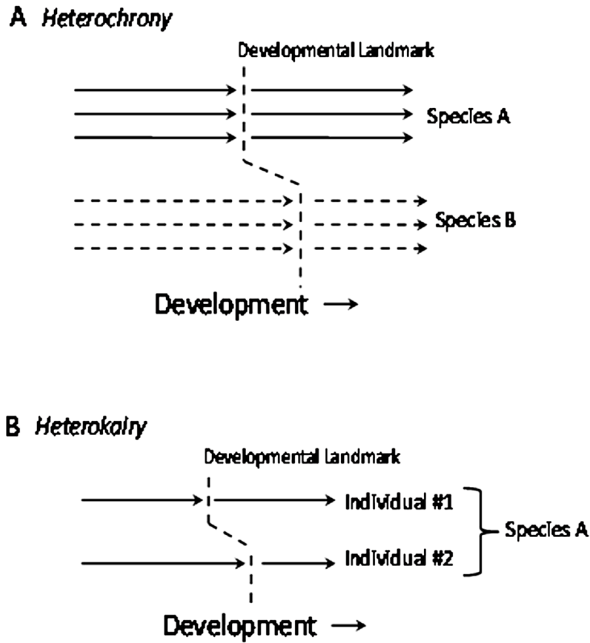 A Heterochrony
Developmental Landmark
Species A
Species B
Development
B Heterokairy
Developmental Landmark
Individual #1
Species A
Individual #2
Development